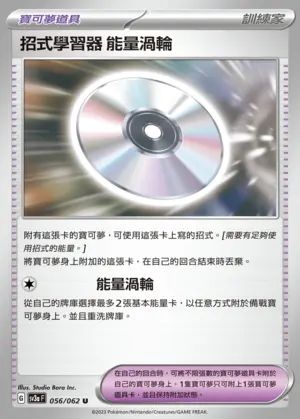 寶可夢道具
訓練家
招式學習器 能量渦輪
附有這張卡的寶可夢,可使用這張卡上寫的招式。[需要有足夠使
用招式的能量。]
將寶可夢身上附加的這張卡,在自己的回合結束時丟棄。
能量渦輪
從自己的牌庫選擇最多2張基本能量卡,以任意方式附於備戰寶
可夢身上。並且重洗牌庫。
在自己的回合時,可將不限張數的寶可夢道具卡附於
自己的寶可夢身上。1隻寶可夢只可附上1張寶可夢道
具卡,並且保持附加狀態。
Illus. Studio Bora Inc.
G sv3a F 056/062 U
©2023 Pokémon/Nintendo/Creatures/GAME FREAK.